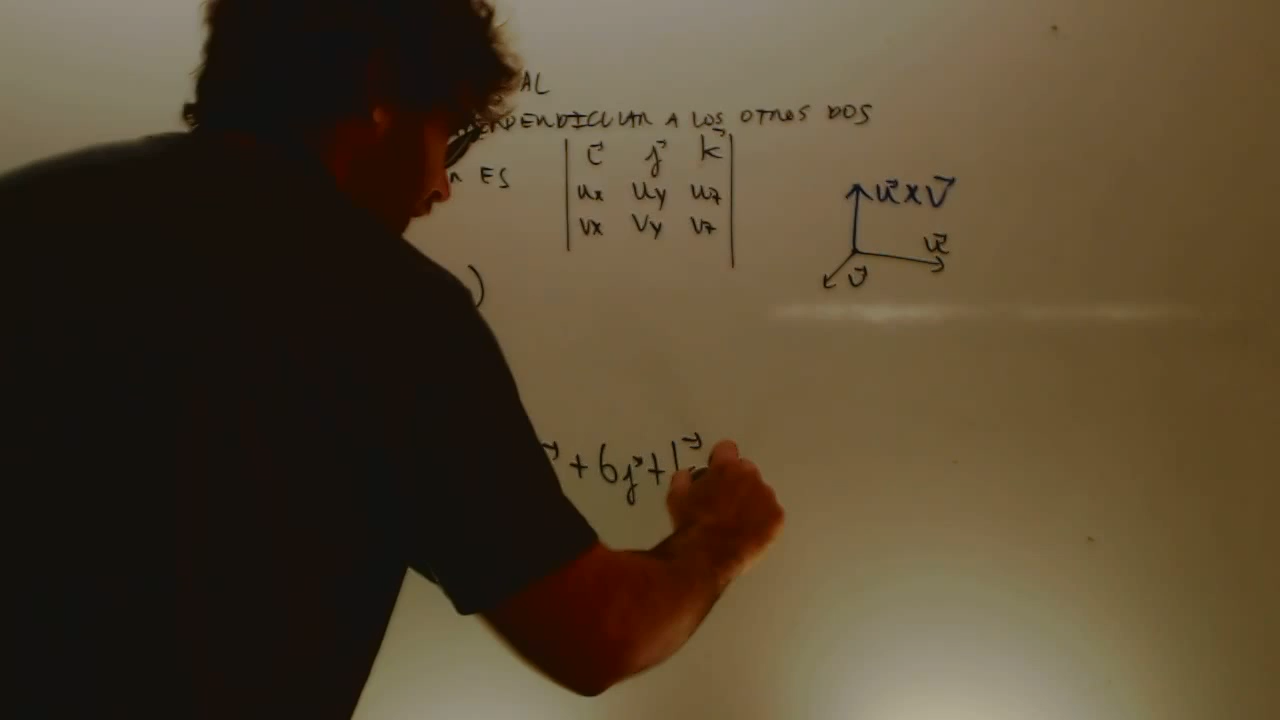 AL
PERPENDICULAR A LOS OTROS DOS
ES
i⃗ j⃗ k⃗
ux uy uz
vx vy vz
u⃗ x v⃗
u⃗
v⃗
)
+ 6j⃗ +